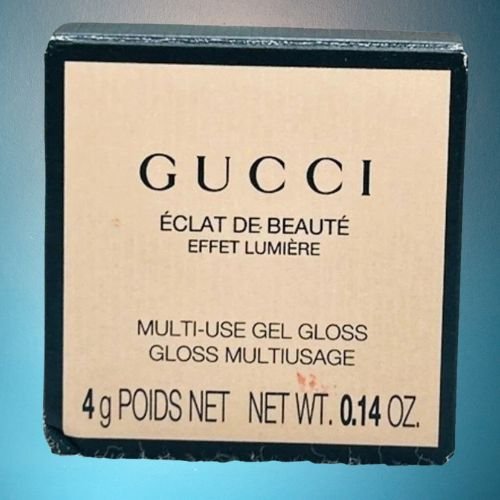 GUCCI
ÉCLAT DE BEAUTÉ
EFFET LUMIÈRE
MULTI-USE GEL GLOSS
GLOSS MULTIUSAGE
4 g POIDS NET NET WT. 0.14 OZ.